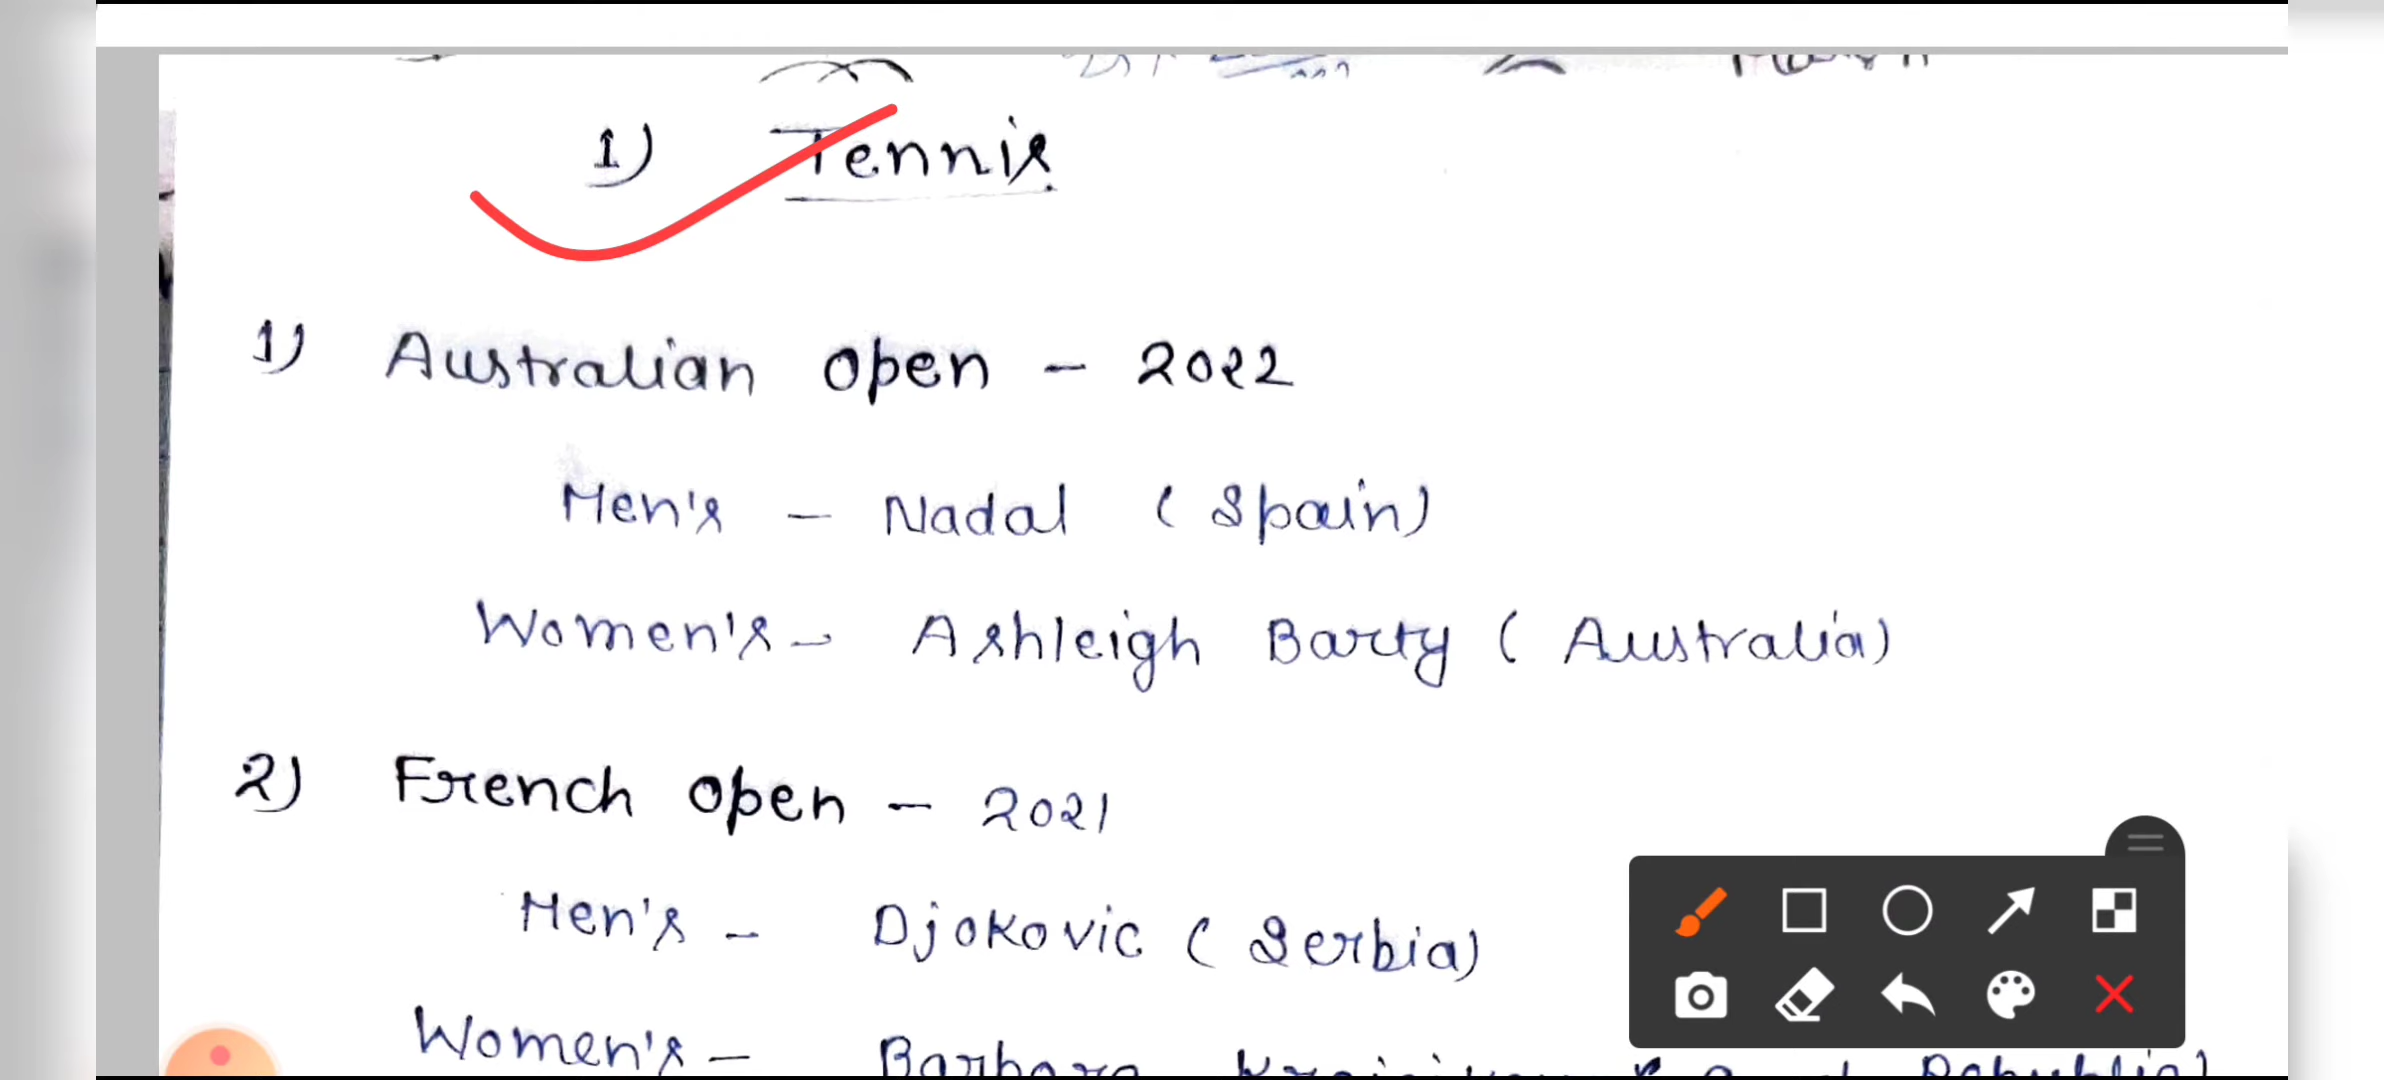 1) Tennis
1) Australian open - 2022
Men's - Nadal (Spain)
Women's - Ashleigh Barty (Australia)
2) French open - 2021
Men's - Djokovic (Serbia)
Women's - Barbora